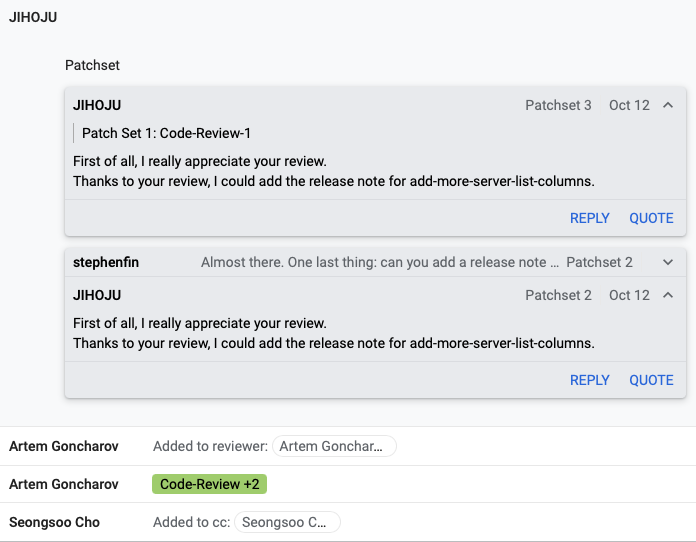 JIHOJU
Patchset
JIHOJU Patchset 3 Oct 12
Patch Set 1: Code-Review-1
First of all, I really appreciate your review.
Thanks to your review, I could add the release note for add-more-server-list-columns.
REPLY QUOTE
stephenfin Almost there. One last thing: can you add a release note ... Patchset 2
JIHOJU Patchset 2 Oct 12
First of all, I really appreciate your review.
Thanks to your review, I could add the release note for add-more-server-list-columns.
REPLY QUOTE
Artem Goncharov Added to reviewer: Artem Gonchar...
Artem Goncharov Code-Review +2
Seongsoo Cho Added to cc: Seongsoo C...